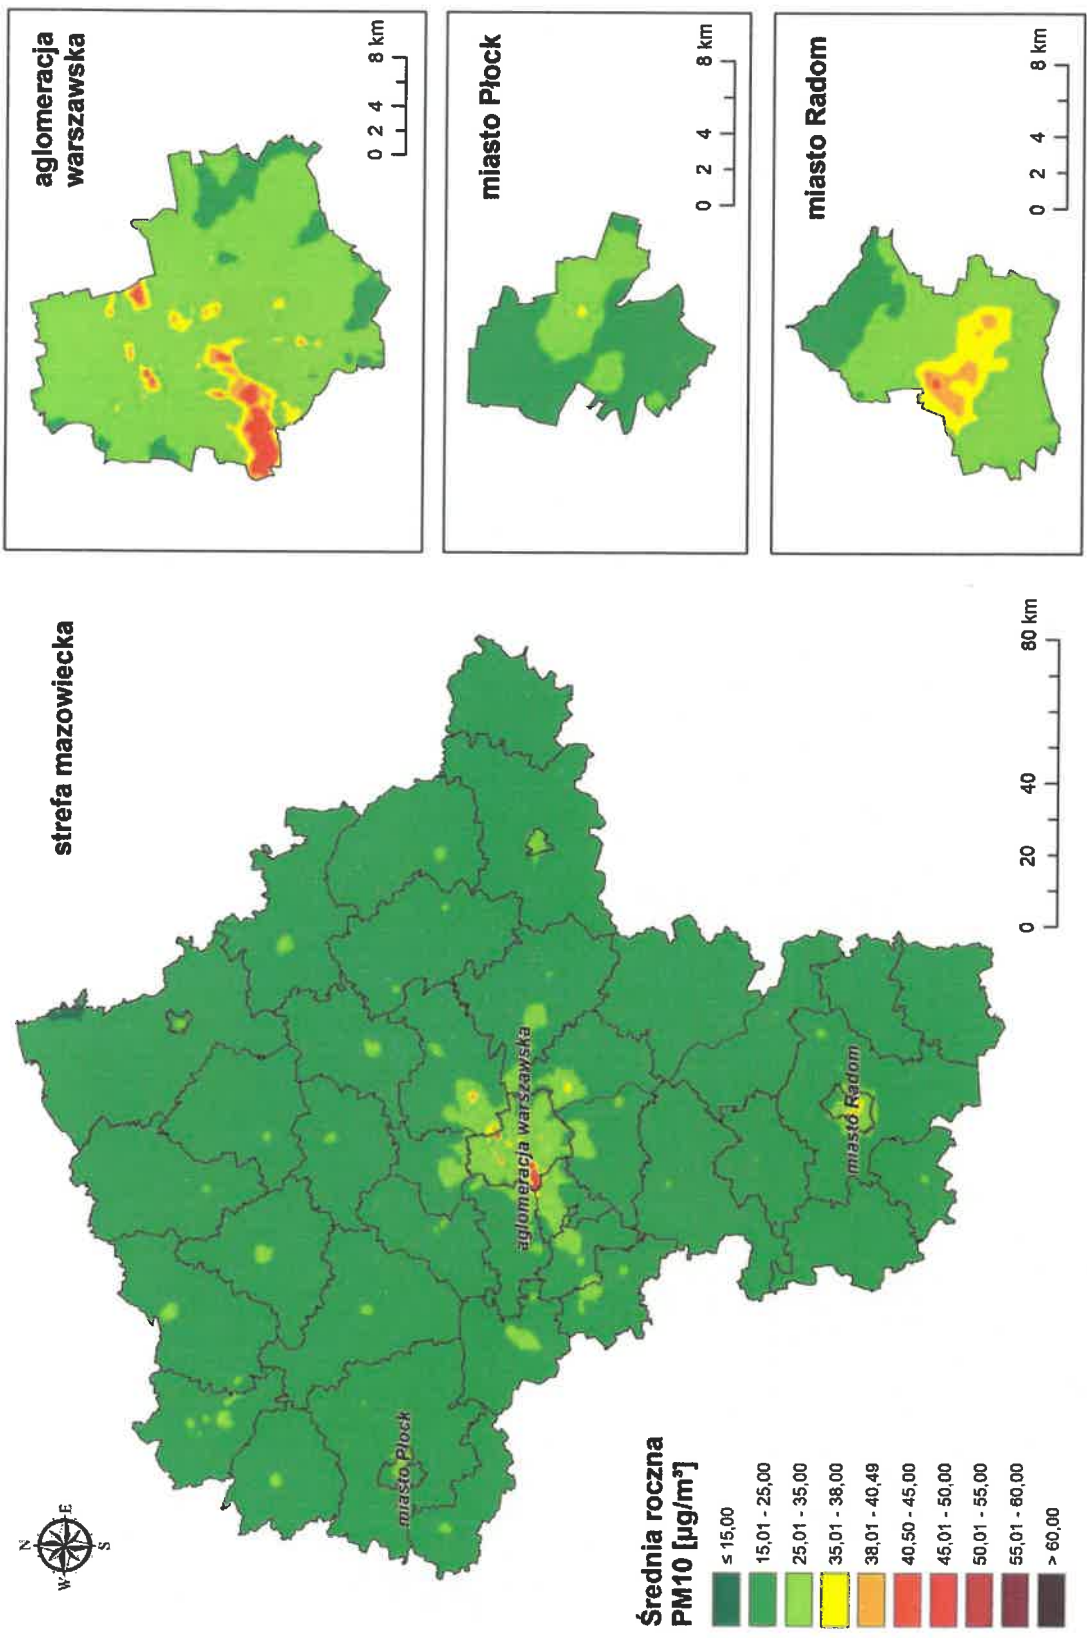 strefa mazowiecka
N
W E
S
miasto Płock
aglomeracja warszawska
miasto Radom
Średnia roczna
PM10 [µg/m³]
≤ 15,00
15,01 - 25,00
25,01 - 35,00
35,01 - 38,00
38,01 - 40,49
40,50 - 45,00
45,01 - 50,00
50,01 - 55,00
55,01 - 60,00
> 60,00
0 20 40 80 km
aglomeracja
warszawska
0 2 4 8 km
miasto Płock
0 2 4 8 km
miasto Radom
0 2 4 8 km